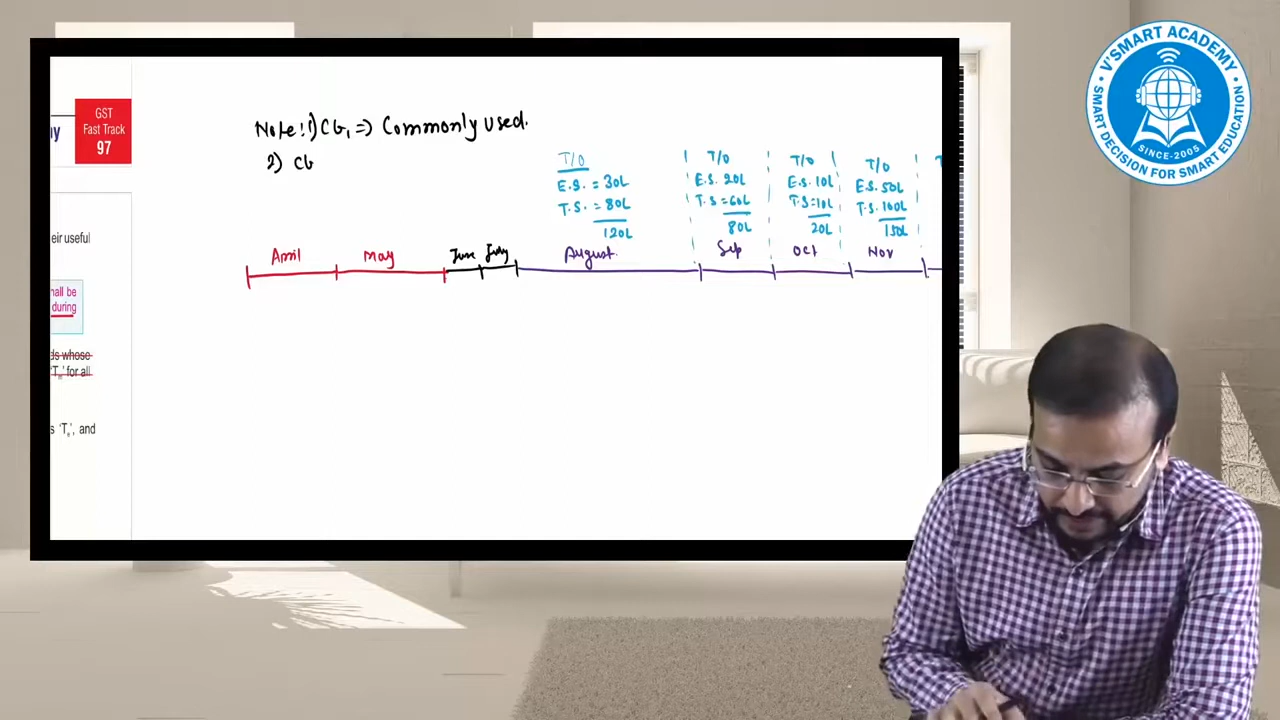 V'SMART ACADEMY
SINCE-2005
SMART DECISION FOR SMART EDUCATION
GST
Fast Track
97
eir useful
hall be
during
ds whose
for all
and
Note: 1) CG1 => Commonly used.
2) CG
T/O
E.S. = 30L
T.S. = 80L
120L
T/O
E.S. 20L
T.S = 60L
80L
T/O
E.S. 10L
T.S = 10L
20L
T/O
E.S. 50L
T.S. 100L
150L
T
April May June July August. Sep Oct Nov